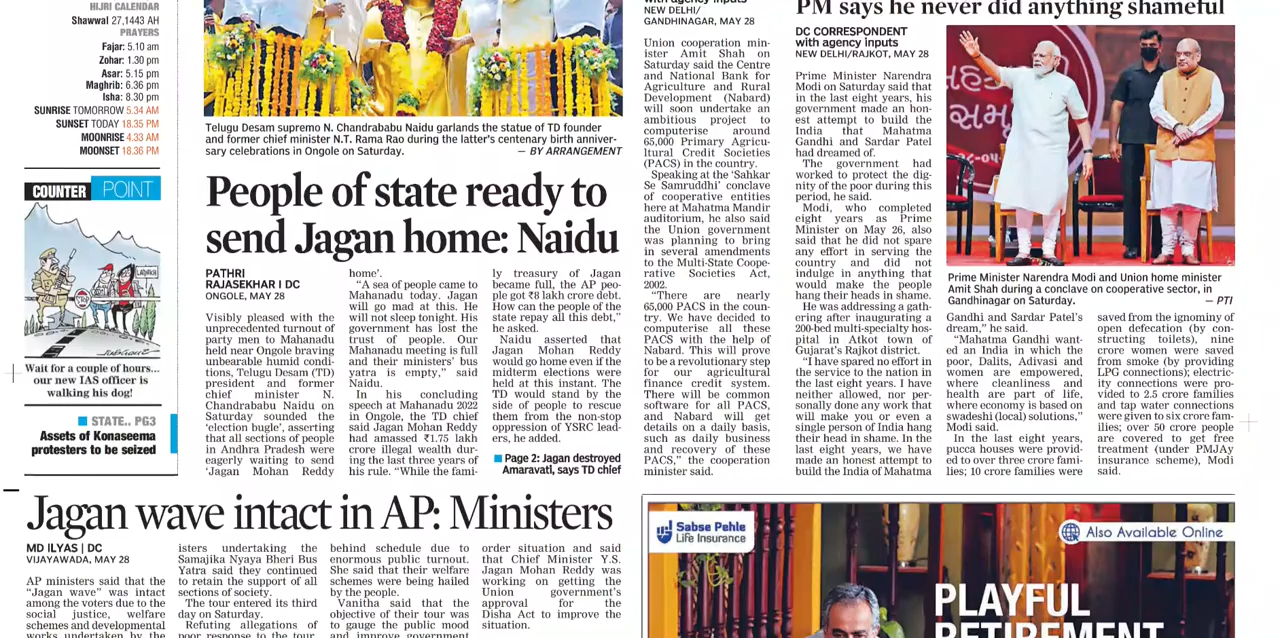 HIJRI CALENDAR
Shawwal 27,1443 AH
PRAYERS
Fajar: 5.10 am
Zohar: 1.30 pm
Asar: 5.15 pm
Maghrib: 6.36 pm
Isha: 8.30 pm
SUNRISE TOMORROW 5.34 AM
SUNSET TODAY 18.35 PM
MOONRISE 4.33 AM
MOONSET 18.36 PM
COUNTER POINT
Wait for a couple of hours...
our new IAS officer is
walking his dog!
STATE.. PG3
Assets of Konaseema
protesters to be seized
Telugu Desam supremo N. Chandrababu Naidu garlands the statue of TD founder
and former chief minister N.T. Rama Rao during the latter's centenary birth anniver-
sary celebrations in Ongole on Saturday.
— BY ARRANGEMENT
People of state ready to
send Jagan home: Naidu
PATHRI
RAJASEKHAR I DC
ONGOLE, MAY 28
Visibly pleased with the
unprecedented turnout of
party men to Mahanadu
held near Ongole braving
unbearable humid condi-
tions, Telugu Desam (TD)
president and former
chief minister N.
Chandrababu Naidu on
Saturday sounded the
'election bugle', asserting
that all sections of people
in Andhra Pradesh were
eagerly waiting to send
'Jagan Mohan Reddy
home'.
"A sea of people came to
Mahanadu today. Jagan
will go mad at this. He
will not sleep tonight. His
government has lost the
trust of people. Our
Mahanadu meeting is full
and their ministers' bus
yatra is empty," said
Naidu.
In his concluding
speech at Mahanadu 2022
in Ongole, the TD chief
said Jagan Mohan Reddy
had amassed ₹1.75 lakh
crore illegal wealth dur-
ing the last three years of
his rule. "While the fami-
ly treasury of Jagan
became full, the AP peo-
ple got ₹8 lakh crore debt.
How can the people of the
state repay all this debt,"
he asked.
Naidu asserted that
Jagan Mohan Reddy
would go home even if the
midterm elections were
held at this instant. The
TD would stand by the
side of people to rescue
them from the non-stop
oppression of YSRC lead-
ers, he added.
Page 2: Jagan destroyed
Amaravatl, says TD chief
with agency inputs
NEW DELHI/
GANDHINAGAR, MAY 28
Union cooperation min-
ister Amit Shah on
Saturday said the Centre
and National Bank for
Agriculture and Rural
Development (Nabard)
will soon undertake an
ambitious project to
computerise around
65,000 Primary Agricu-
ltural Credit Societies
(PACS) in the country.
Speaking at the 'Sahkar
Se Samruddhi' conclave
of cooperative entities
here at Mahatma Mandir
auditorium, he also said
the Union government
was planning to bring
in several amendments
to the Multi-State Coope-
rative Societies Act,
2002.
"There are nearly
65,000 PACS in the coun-
try. We have decided to
computerise all these
PACS with the help of
Nabard. This will prove
to be a revolutionary step
for our agricultural
finance credit system.
There will be common
software for all PACS,
and Nabard will get
details on a daily basis,
such as daily business
and recovery of these
PACS," the cooperation
minister said.
PM says he never did anything shameful
DC CORRESPONDENT
with agency inputs
NEW DELHI/RAJKOT, MAY 28
Prime Minister Narendra
Modi on Saturday said that
in the last eight years, his
government made an hon-
est attempt to build the
India that Mahatma
Gandhi and Sardar Patel
had dreamed of.
The government had
worked to protect the dig-
nity of the poor during this
period, he said.
Modi, who completed
eight years as Prime
Minister on May 26, also
said that he did not spare
any effort in serving the
country and did not
indulge in anything that
would make the people
hang their heads in shame.
He was addressing a gath-
ering after inaugurating a
200-bed multi-specialty hos-
pital in Atkot town of
Gujarat's Rajkot district.
"I have spared no effort in
the service to the nation in
the last eight years. I have
neither allowed, nor per-
sonally done any work that
will make you or even a
single person of India hang
their head in shame. In the
last eight years, we have
made an honest attempt to
build the India of Mahatma
Prime Minister Narendra Modi and Union home minister
Amit Shah during a conclave on cooperative sector, in
Gandhinagar on Saturday.
— PTI
Gandhi and Sardar Patel's
dream," he said.
"Mahatma Gandhi want-
ed an India in which the
poor, Dalits, Adivasi and
women are empowered,
where cleanliness and
health are part of life,
where economy is based on
swadeshi (local) solutions,"
Modi said.
In the last eight years,
pucca houses were provid-
ed to over three crore fami-
lies; 10 crore families were
saved from the ignominy of
open defecation (by con-
structing toilets), nine
crore women were saved
from smoke (by providing
LPG connections); electric-
ity connections were pro-
vided to 2.5 crore families
and tap water connections
were given to six crore fam-
ilies; over 50 crore people
are covered to get free
treatment (under PMJAy
insurance scheme), Modi
said.
Jagan wave intact in AP: Ministers
MD ILYAS | DC
VIJAYAWADA, MAY 28
AP ministers said that the
"Jagan wave" was intact
among the voters due to the
social justice, welfare
schemes and developmental
works undertaken by the
isters undertaking the
Samajika Nyaya Bheri Bus
Yatra said they continued
to retain the support of all
sections of society.
The tour entered its third
day on Saturday.
Refuting allegations of
poor response to the tour,
behind schedule due to
enormous public turnout.
She said that their welfare
schemes were being hailed
by the people.
Vanitha said that the
objective of their tour was
to gauge the public mood
and improve government
order situation and said
that Chief Minister Y.S.
Jagan Mohan Reddy was
working on getting the
Union government's
approval for the
Disha Act to improve the
situation.
Sabse Pehle
Life Insurance
Also Available Online
PLAYFUL
RETIREMENT